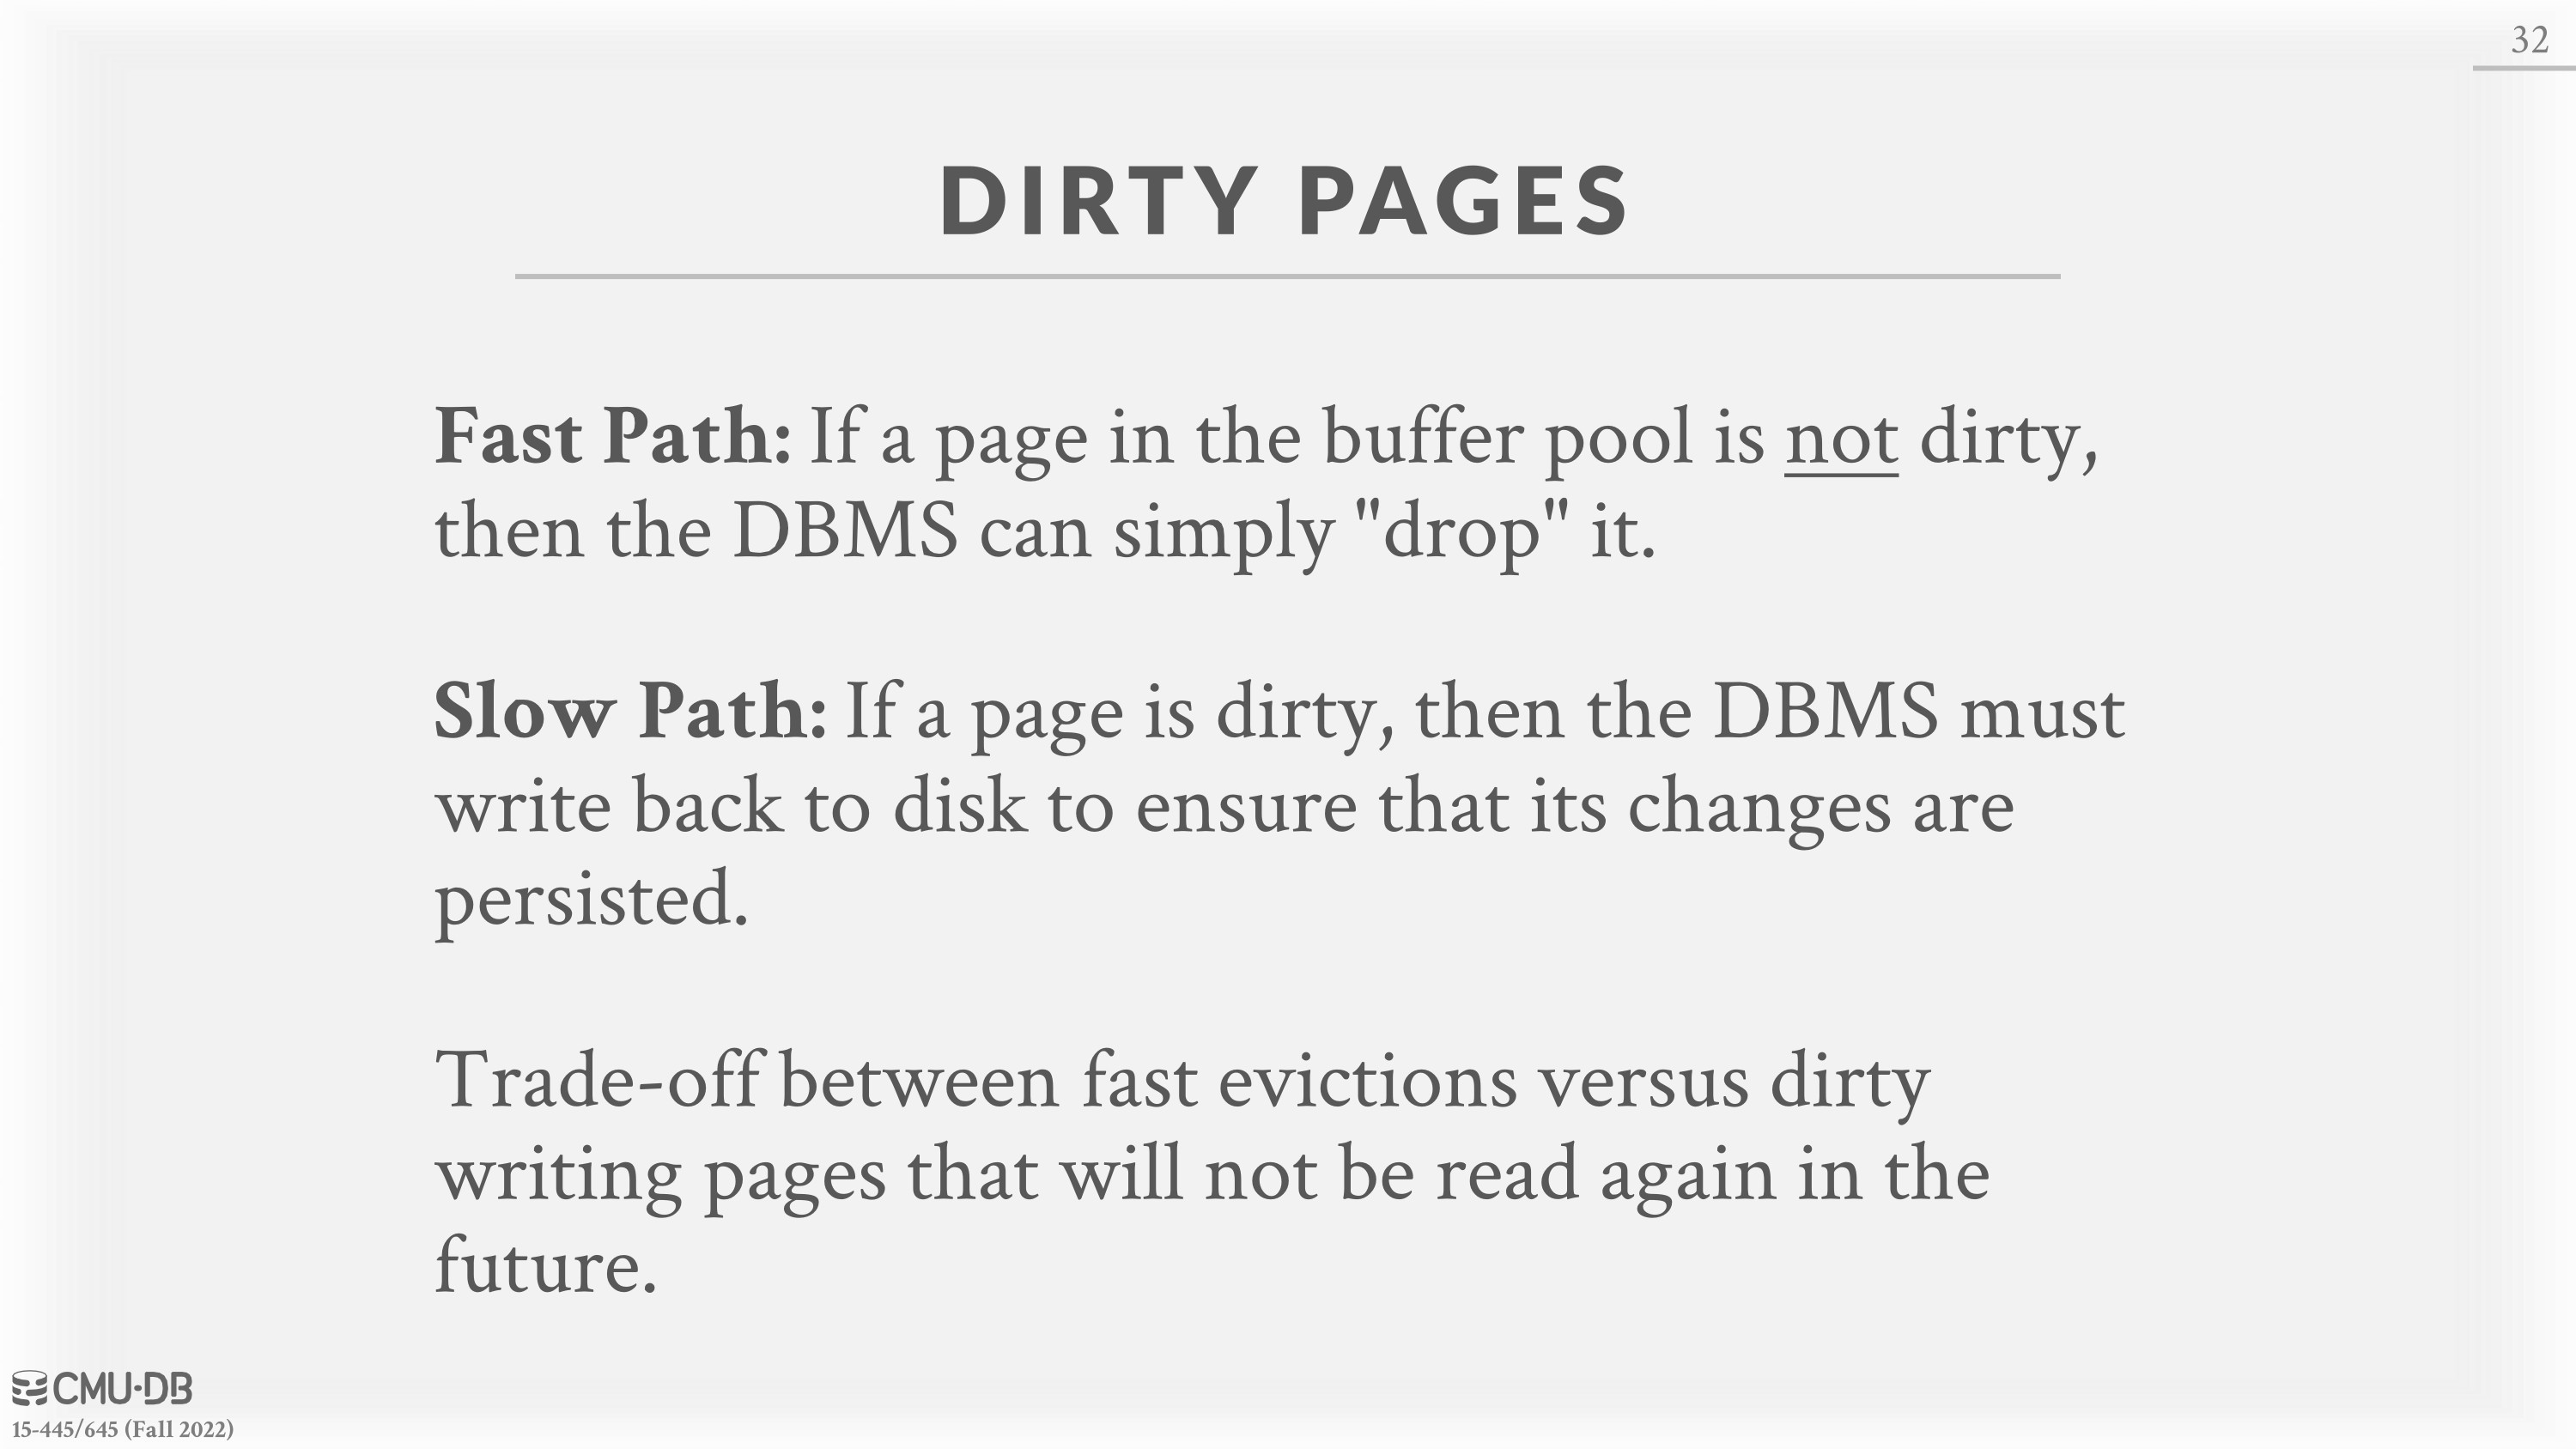 32
DIRTY PAGES
Fast Path: If a page in the buffer pool is not dirty,
then the DBMS can simply "drop" it.
Slow Path: If a page is dirty, then the DBMS must
write back to disk to ensure that its changes are
persisted.
Trade-off between fast evictions versus dirty
writing pages that will not be read again in the
future.
CMU·DB
15-445/645 (Fall 2022)